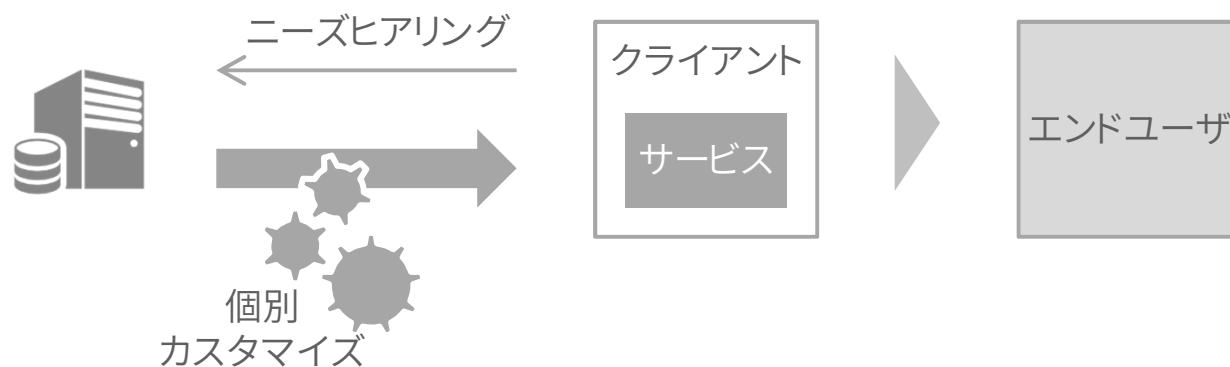 ニーズヒアリング
クライアント
サービス
エンドユーザ
個別
カスタマイズ